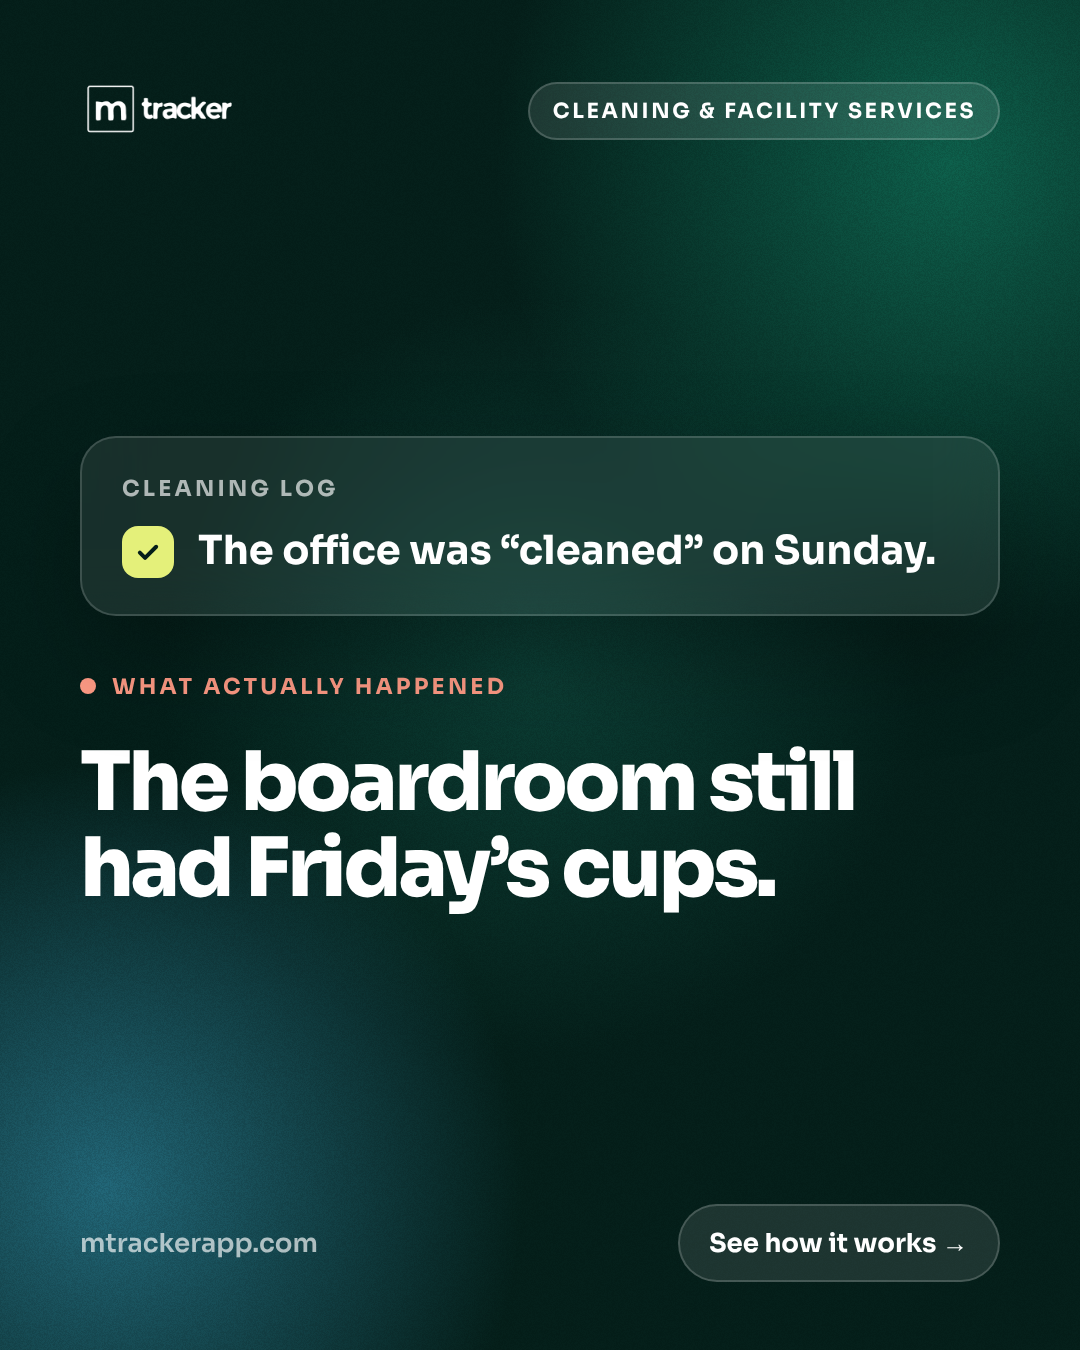 m tracker
CLEANING & FACILITY SERVICES
CLEANING LOG
The office was “cleaned” on Sunday.
WHAT ACTUALLY HAPPENED
The boardroom still
had Friday’s cups.
mtrackerapp.com
See how it works →